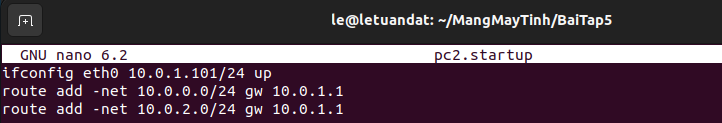 le@letuandat: ~/MangMayTinh/BaiTap5
GNU nano 6.2 pc2.startup
ifconfig eth0 10.0.1.101/24 up
route add -net 10.0.0.0/24 gw 10.0.1.1
route add -net 10.0.2.0/24 gw 10.0.1.1